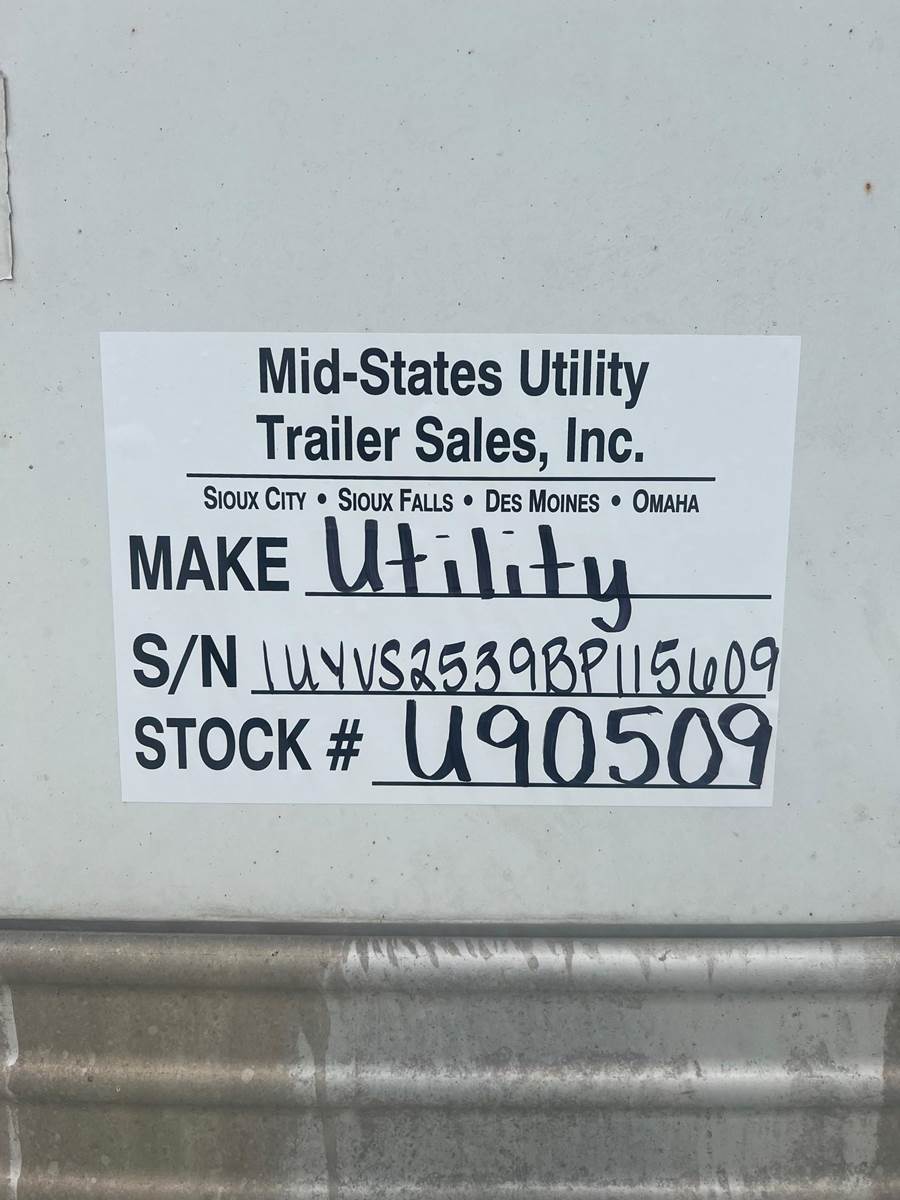 Mid-States Utility
Trailer Sales, Inc.
SIOUX CITY • SIOUX FALLS • DES MOINES • OMAHA
MAKE Utility
S/N 1UYVS2539BP115609
STOCK # U90509